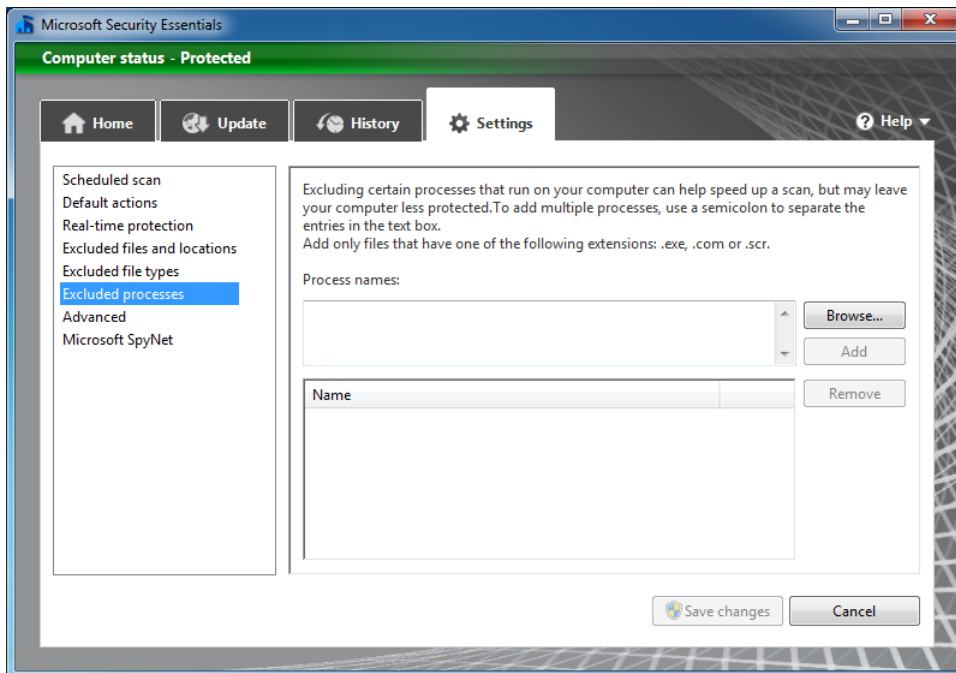 Microsoft Security Essentials
Computer status - Protected
Home
Update
History
Settings
Help
Scheduled scan
Default actions
Real-time protection
Excluded files and locations
Excluded file types
Excluded processes
Advanced
Microsoft SpyNet
Excluding certain processes that run on your computer can help speed up a scan, but may leave
your computer less protected.To add multiple processes, use a semicolon to separate the
entries in the text box.
Add only files that have one of the following extensions: .exe, .com or .scr.
Process names:
Browse...
Add
Name
Remove
Save changes
Cancel